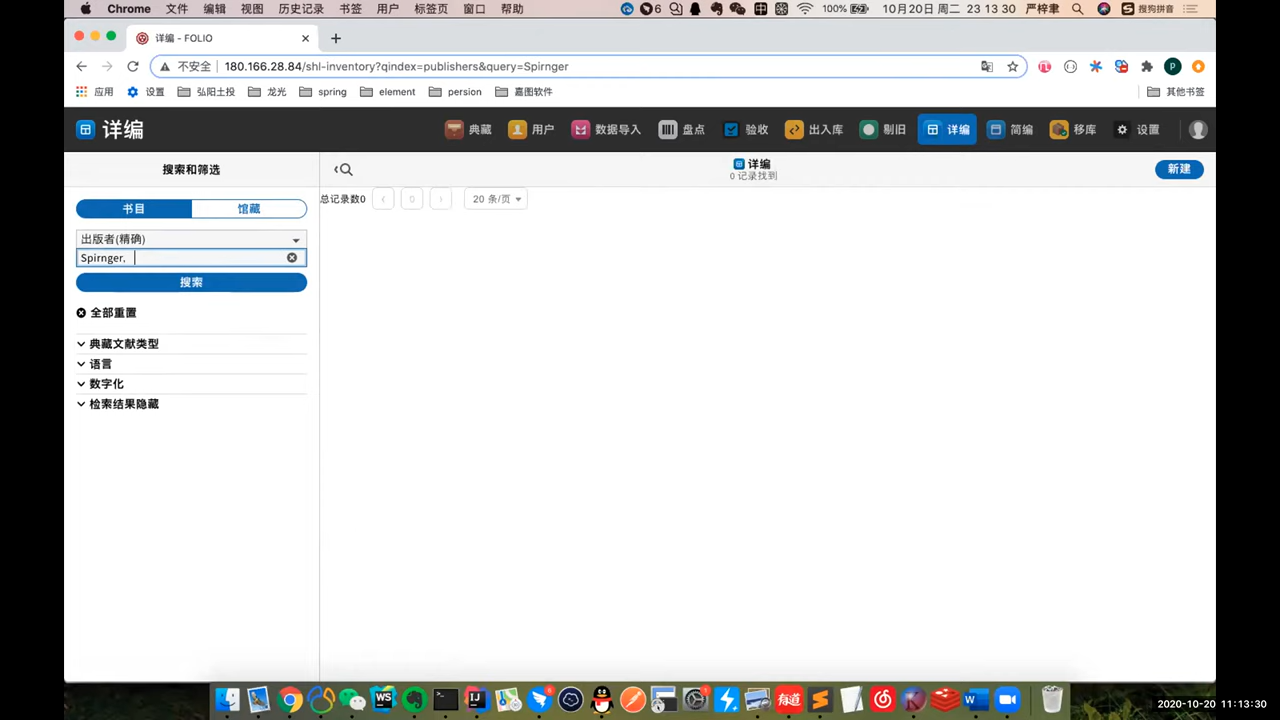 Chrome 文件 编辑 视图 历史记录 书签 用户 标签页 窗口 帮助 6 100% 10月20日 周二 23 13 30 严梓聿 搜狗拼音
详编 - FOLIO
不安全 180.166.28.84/shl-inventory?qindex=publishers&query=Spirnger
应用 设置 弘阳土投 龙光 spring element persion 嘉图软件 其他书签
详编 典藏 用户 数据导入 盘点 验收 出入库 剔旧 详编 简编 移库 设置
搜索和筛选
详编
0 记录找到
新建
总记录数0 0 20 条/页
书目 馆藏
出版者(精确)
Spirnger.
搜索
全部重置
典藏文献类型
语言
数字化
检索结果隐藏
2020-10-20 11:13:30